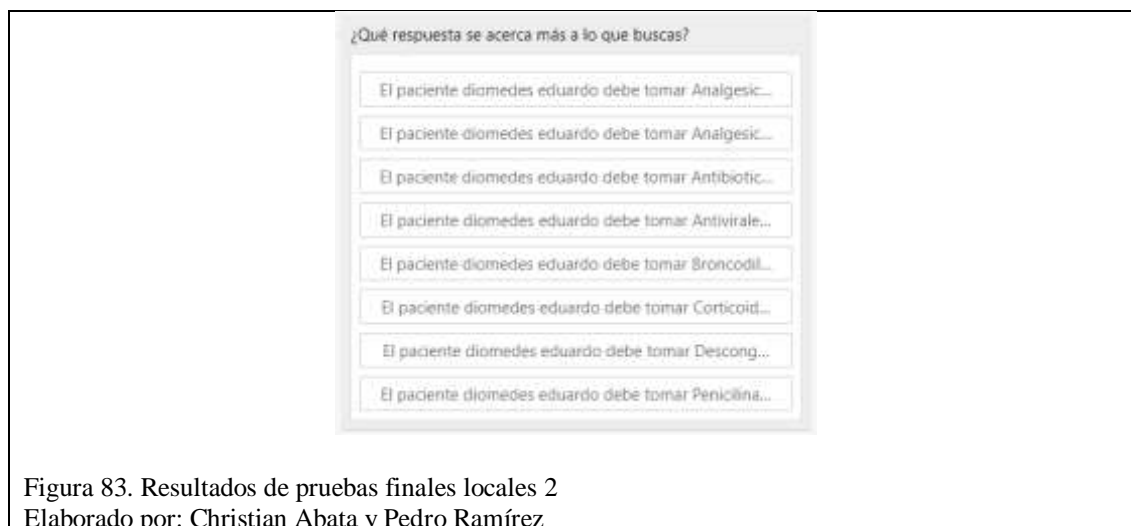 ¿Qué respuesta se acerca más a lo que buscas?
El paciente diomedes eduardo debe tomar Analgesic...
El paciente diomedes eduardo debe tomar Analgesic...
El paciente diomedes eduardo debe tomar Antibiotic...
El paciente diomedes eduardo debe tomar Antivirale...
El paciente diomedes eduardo debe tomar Broncodil...
El paciente diomedes eduardo debe tomar Corticoid...
El paciente diomedes eduardo debe tomar Descong...
El paciente diomedes eduardo debe tomar Penicilina...
Figura 83. Resultados de pruebas finales locales 2
Elaborado por: Christian Abata y Pedro Ramírez